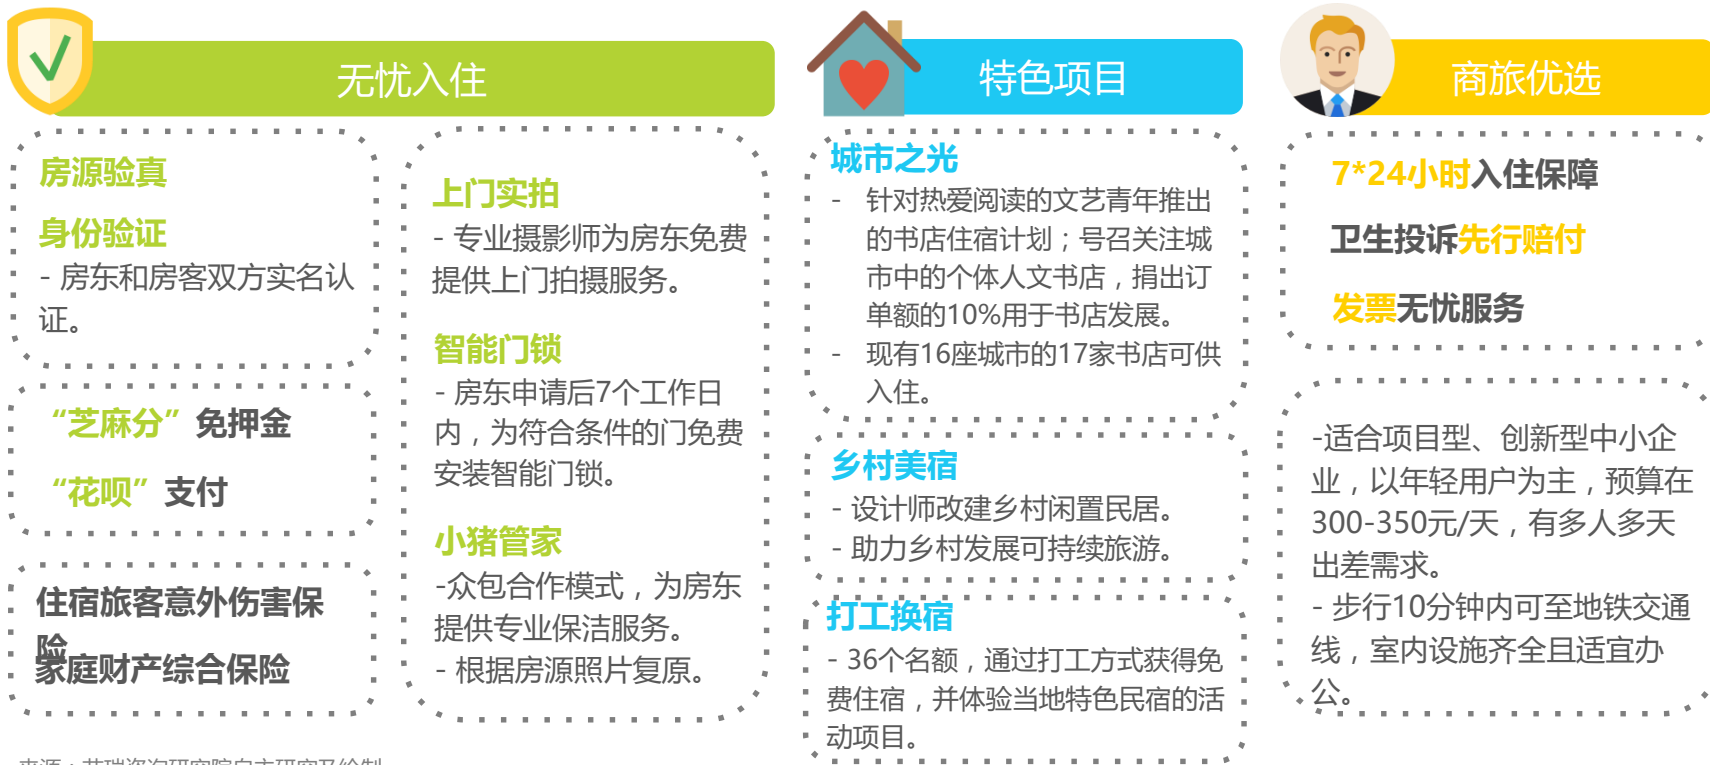 无忧入住
房源验真
身份验证
- 房东和房客双方实名认
证。
“芝麻分”免押金
“花呗”支付
住宿旅客意外伤害保
险
家庭财产综合保险
上门实拍
- 专业摄影师为房东免费
提供上门拍摄服务。
智能门锁
- 房东申请后7个工作日
内，为符合条件的门免费
安装智能门锁。
小猪管家
-众包合作模式，为房东
提供专业保洁服务。
- 根据房源照片复原。
特色项目
城市之光
- 针对热爱阅读的文艺青年推出
的书店住宿计划；号召关注城
市中的个体人文书店，捐出订
单额的10%用于书店发展。
- 现有16座城市的17家书店可供
入住。
乡村美宿
- 设计师改建乡村闲置民居。
- 助力乡村发展可持续旅游。
打工换宿
- 36个名额，通过打工方式获得免
费住宿，并体验当地特色民宿的活
动项目。
商旅优选
7*24小时入住保障
卫生投诉先行赔付
发票无忧服务
-适合项目型、创新型中小企
业，以年轻用户为主，预算在
300-350元/天，有多人多天
出差需求。
- 步行10分钟内可至地铁交通
线，室内设施齐全且适宜办
公。
来源：艾瑞咨询研究院自主研究及绘制